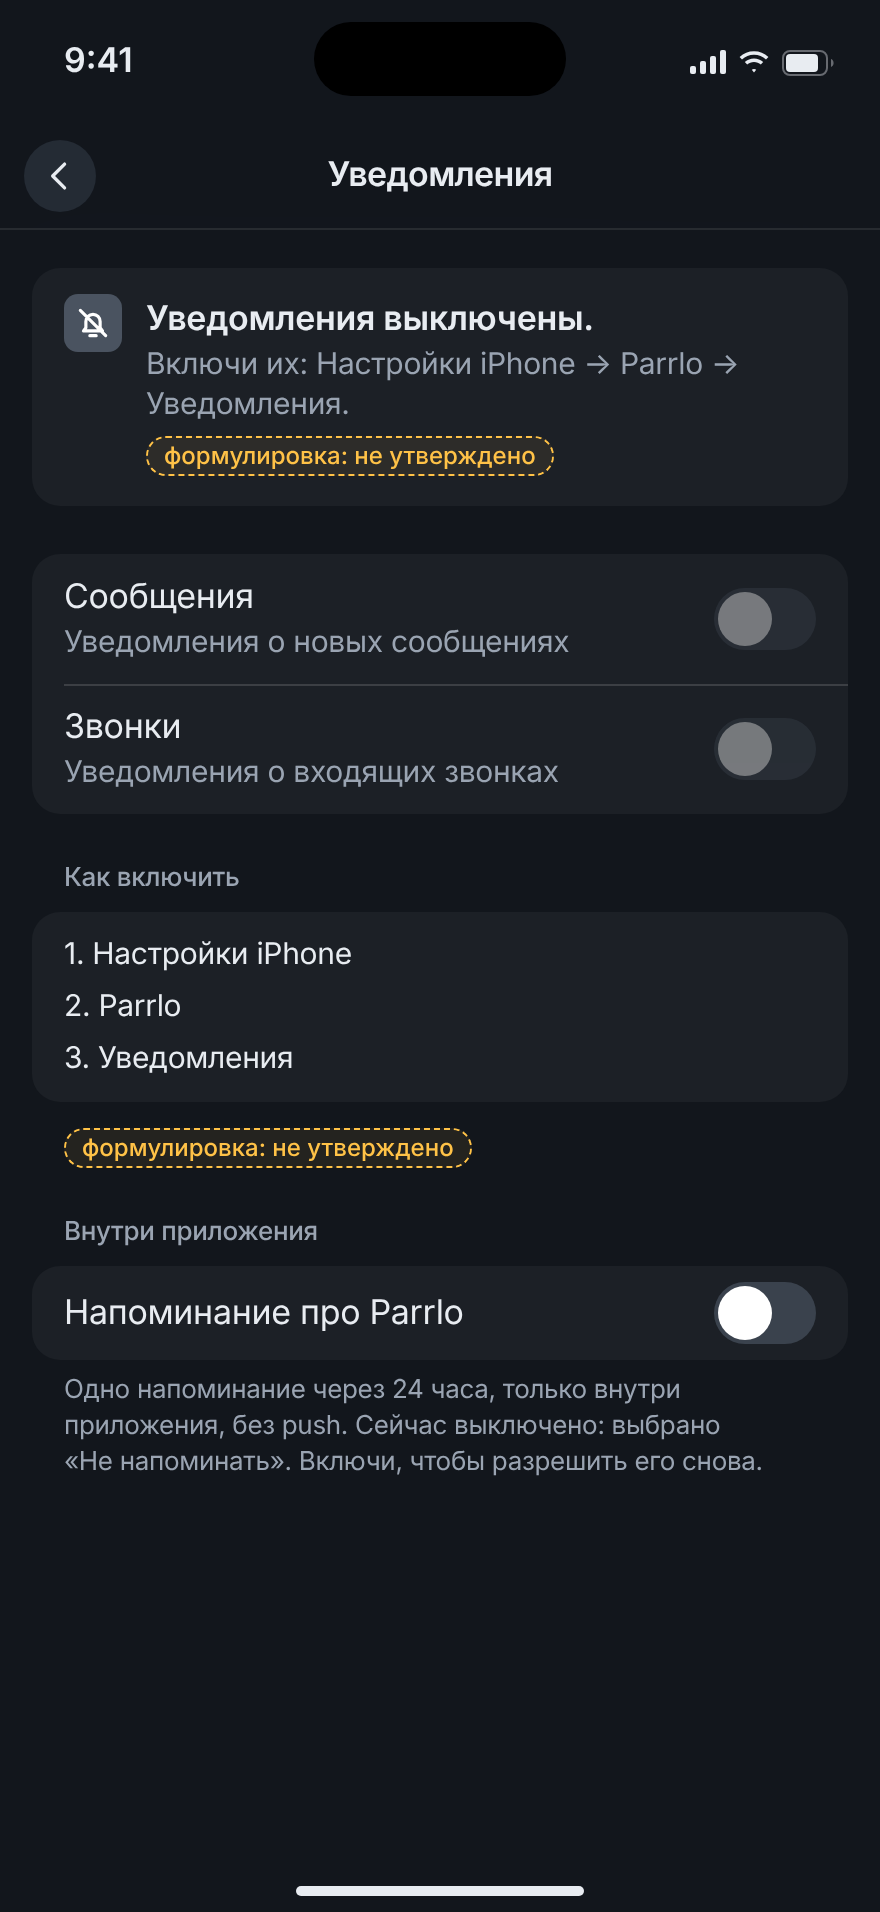 9:41
Уведомления
Уведомления выключены.
Включи их: Настройки iPhone → Parrlo →
Уведомления.
формулировка: не утверждено
Сообщения
Уведомления о новых сообщениях
Звонки
Уведомления о входящих звонках
Как включить
1. Настройки iPhone
2. Parrlo
3. Уведомления
формулировка: не утверждено
Внутри приложения
Напоминание про Parrlo
Одно напоминание через 24 часа, только внутри
приложения, без push. Сейчас выключено: выбрано
«Не напоминать». Включи, чтобы разрешить его снова.